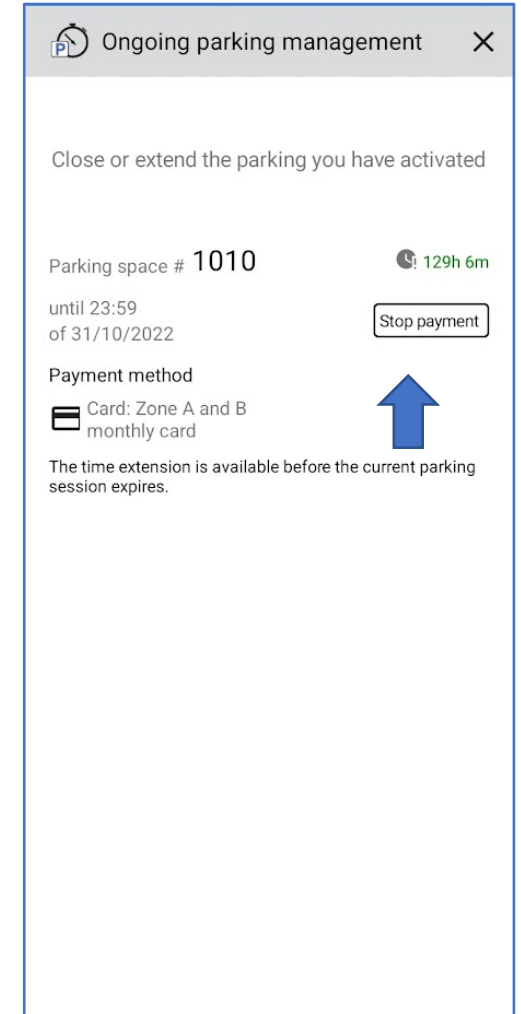 P Ongoing parking management
Close or extend the parking you have activated
Parking space # 1010
129h 6m
until 23:59
of 31/10/2022
Stop payment
Payment method
Card: Zone A and B
monthly card
The time extension is available before the current parking
session expires.